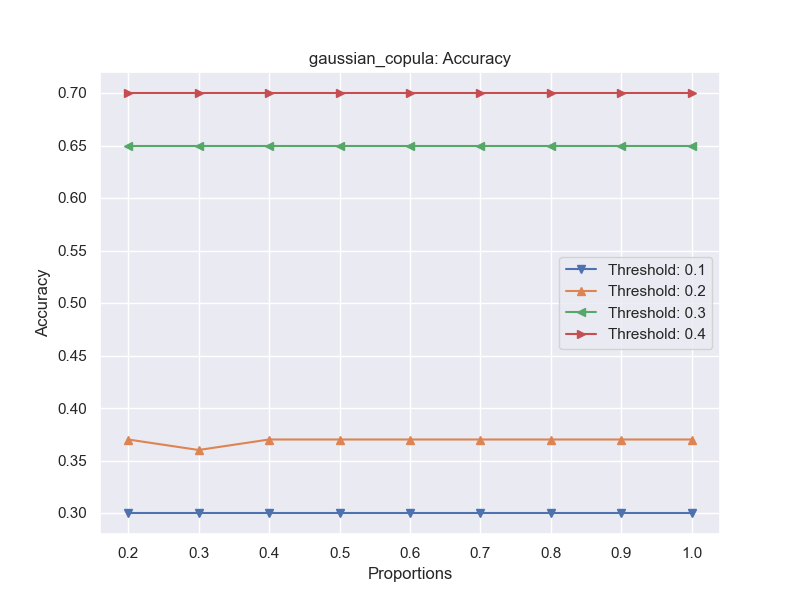 gaussian_copula: Accuracy
Accuracy
0.70
0.65
0.60
0.55
0.50
0.45
0.40
0.35
0.30
Threshold: 0.1
Threshold: 0.2
Threshold: 0.3
Threshold: 0.4
0.2 0.3 0.4 0.5 0.6 0.7 0.8 0.9 1.0
Proportions